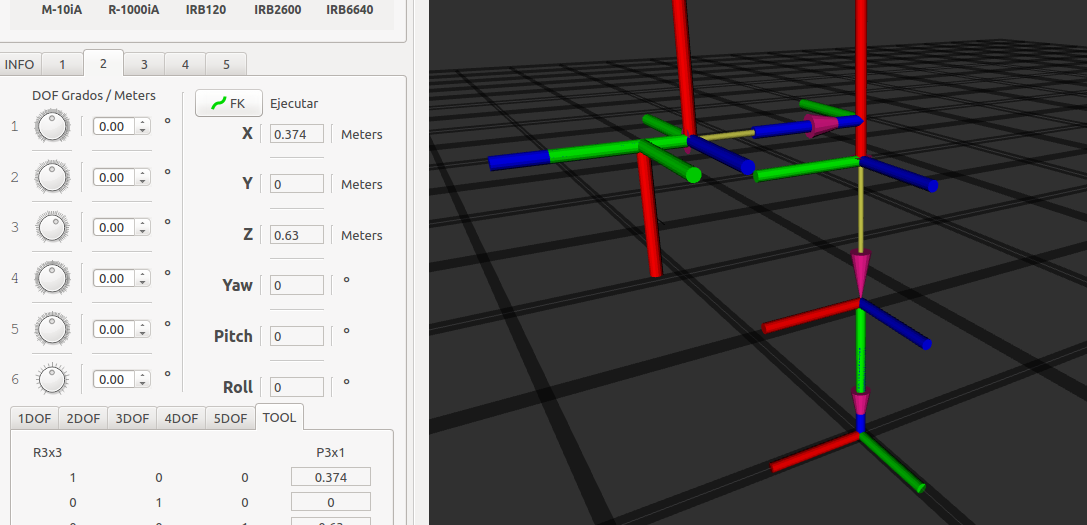 M-10iA R-1000iA IRB120 IRB2600 IRB6640
INFO 1 2 3 4 5
DOF Grados / Meters
FK Ejecutar
1 0.00 °
X 0.374 Meters
2 0.00 °
Y 0 Meters
3 0.00 °
Z 0.63 Meters
4 0.00 °
Yaw 0 °
5 0.00 °
Pitch 0 °
6 0.00 °
Roll 0 °
1DOF 2DOF 3DOF 4DOF 5DOF TOOL
R3x3 P3x1
1 0 0 0.374
0 1 0 0